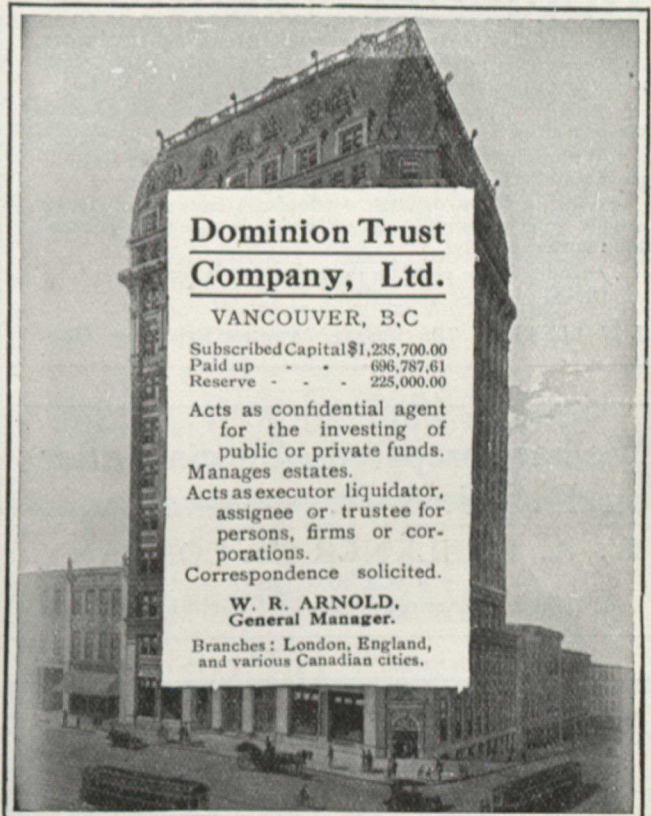 Dominion Trust
Company, Ltd.
VANCOUVER, B,C
Subscribed Capital $1,235,700.00
Paid up - - 696,787,61
Reserve - - - 225,000.00
Acts as confidential agent
for the investing of
public or private funds.
Manages estates.
Acts as executor liquidator,
assignee or trustee for
persons, firms or cor-
porations.
Correspondence solicited.
W. R. ARNOLD,
General Manager.
Branches: London, England,
and various Canadian cities.